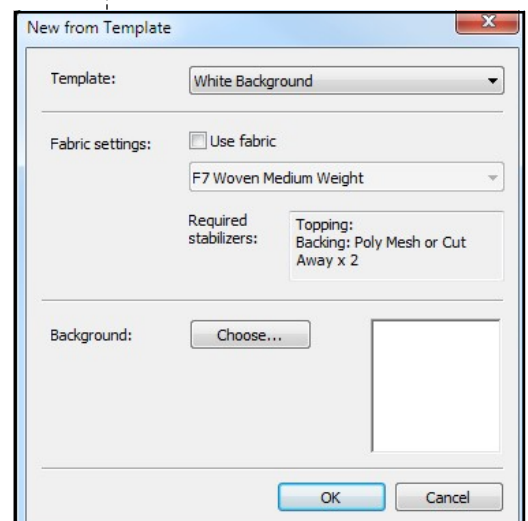 New from Template
Template:
White Background
Fabric settings:
Use fabric
F7 Woven Medium Weight
Required
stabilizers:
Topping:
Backing: Poly Mesh or Cut
Away x 2
Background:
Choose...
OK
Cancel